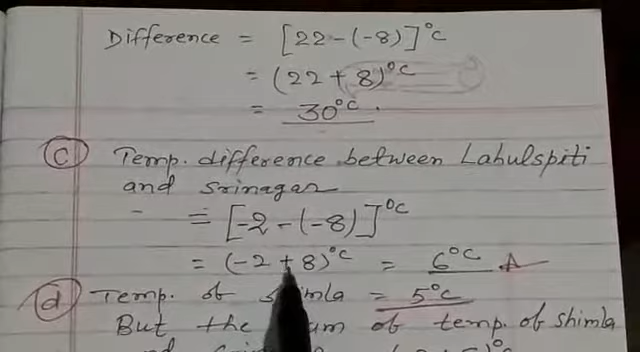 Difference = [22-(-8)]°C
= (22+8)°C
= 30°C.
(c) Temp. difference between Lahulspiti
and Srinagar
= [-2-(-8)]°C
= (-2+8)°C = 6°C A
(d) Temp. of Shimla = 5°C
But the of temp. of Shimla